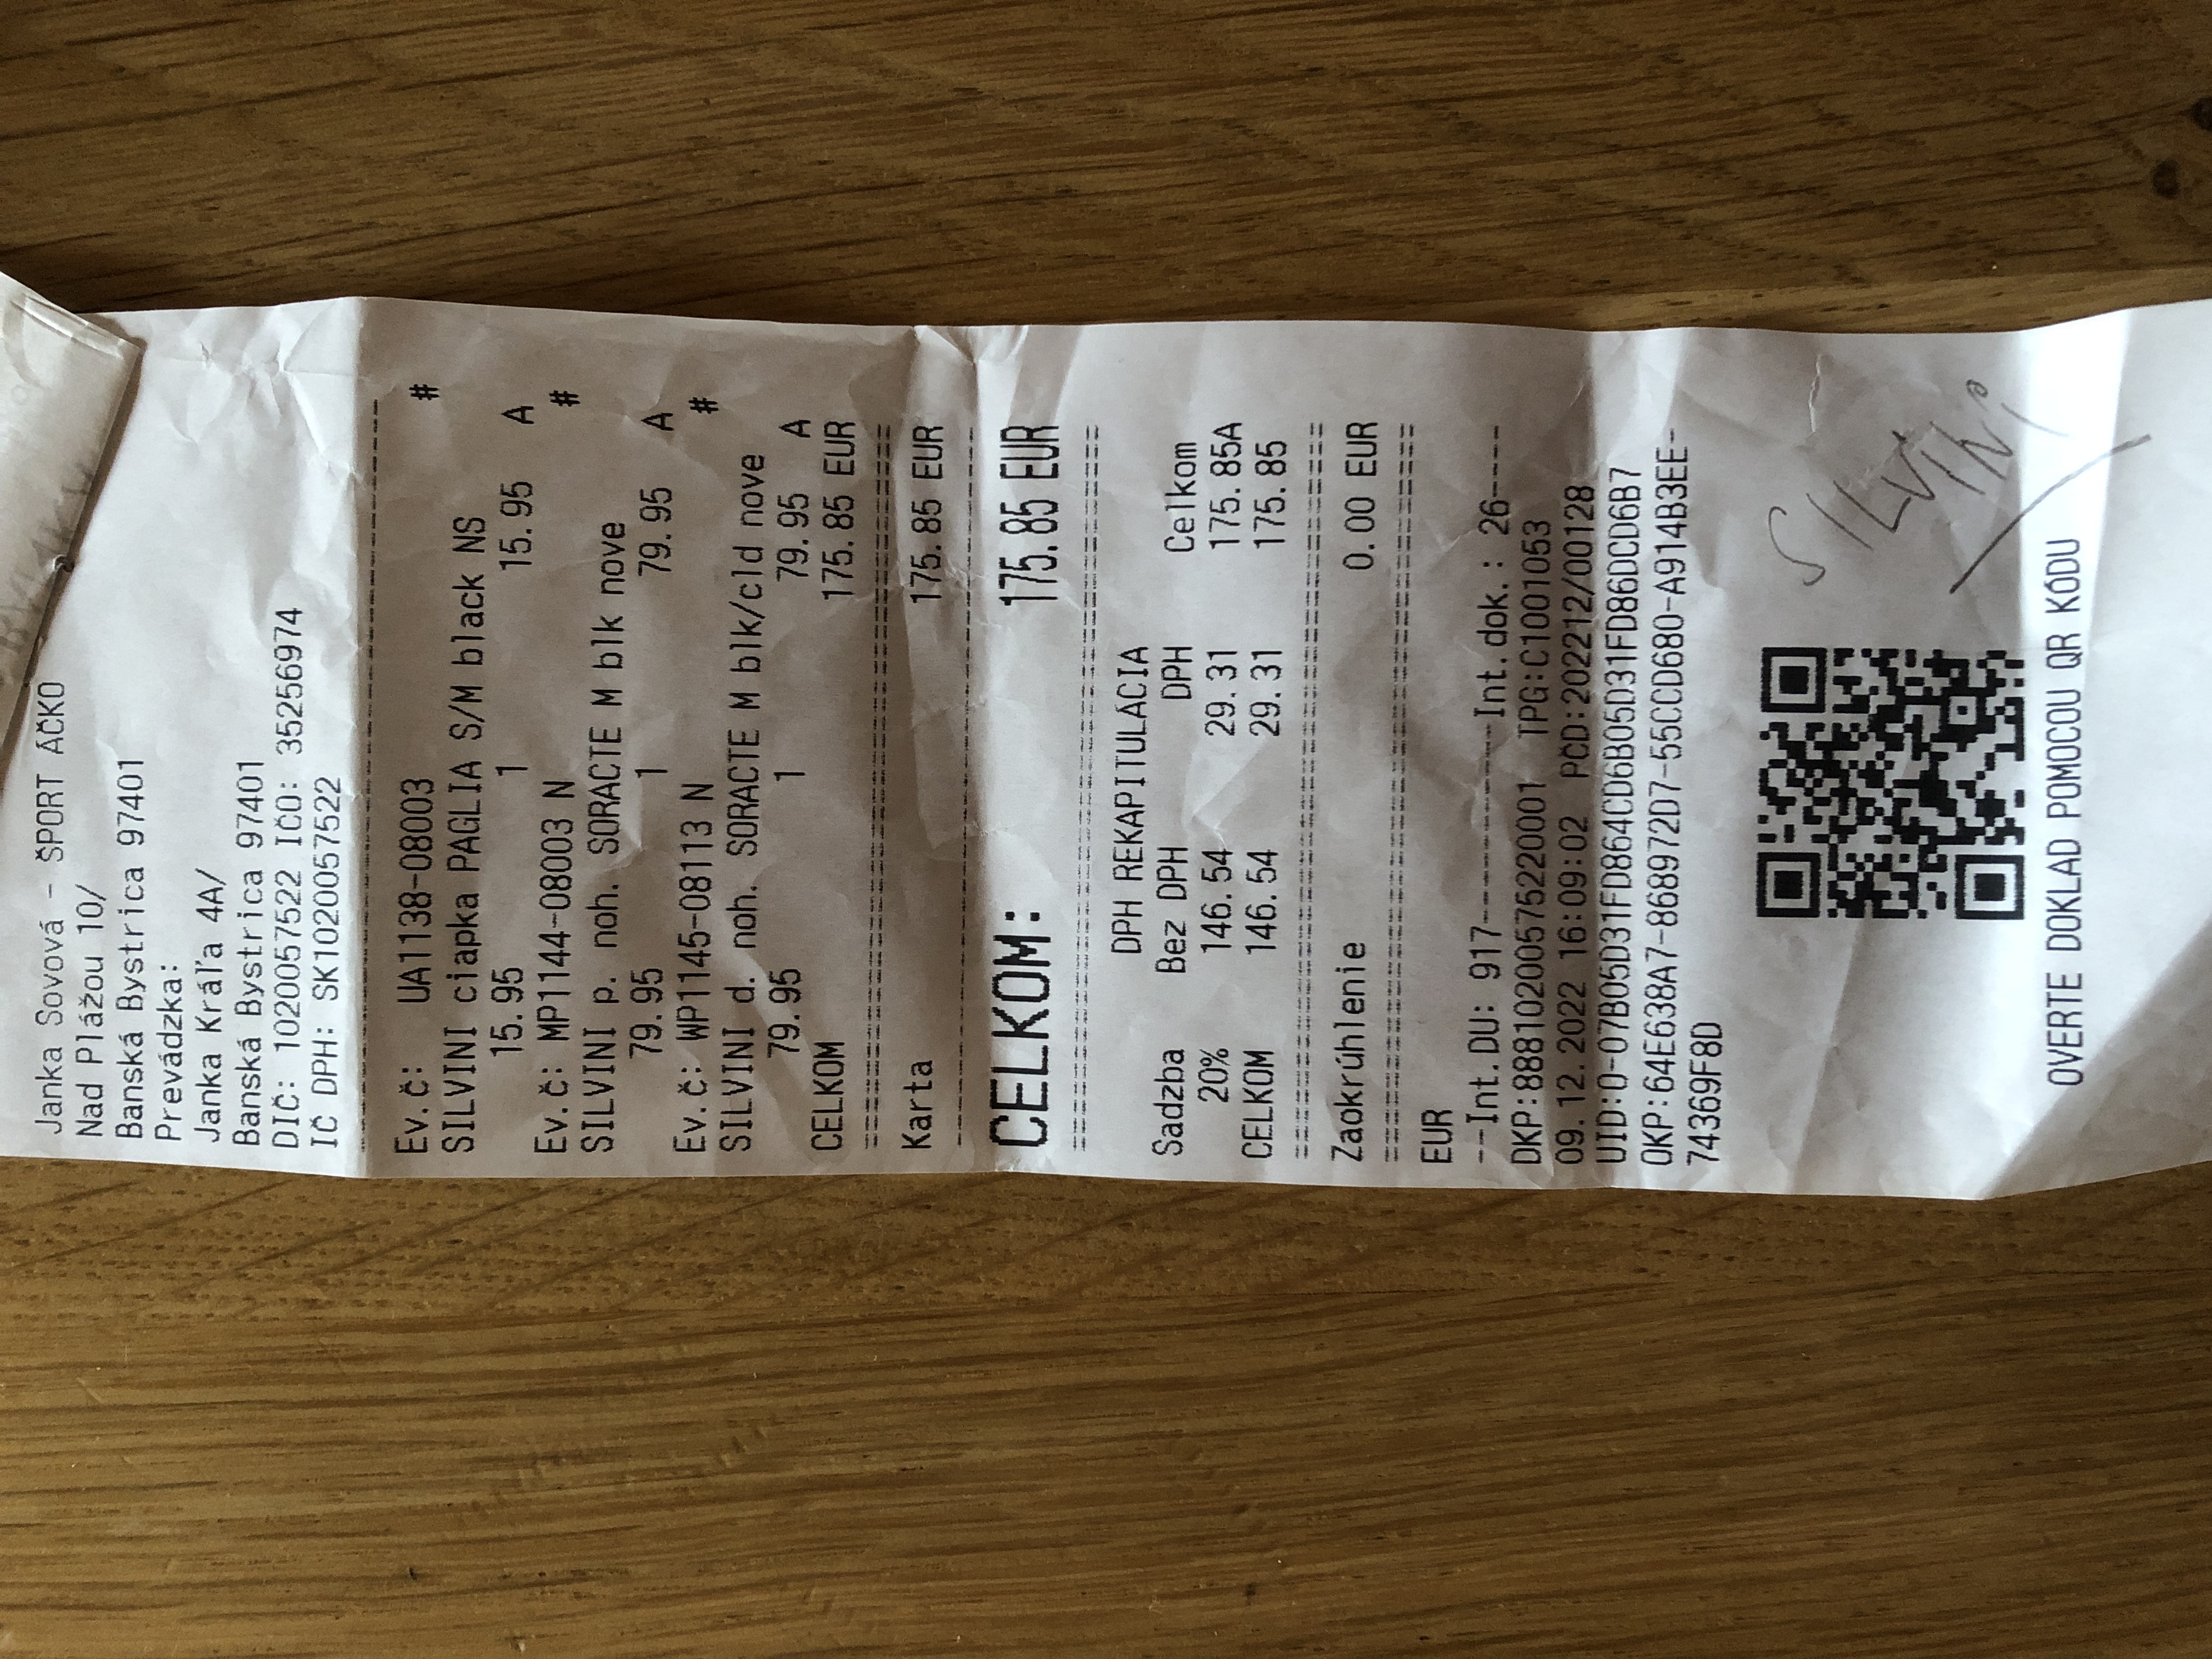 Janka Sovová - ŠPORT ÁČKO
Nad Plážou 10/
Banská Bystrica 97401
Prevádzka:
Janka Kráľa 4A/
Banská Bystrica 97401
DIČ: 1020057522 IČO: 35256974
IČ DPH: SK1020057522
Ev.č: UA1138-08003 #
SILVINI ciapka PAGLIA S/M black NS
15.95 1 15.95 A
Ev.č: MP1144-08003 N #
SILVINI p. noh. SORACTE M blk nove
79.95 1 79.95 A
Ev.č: WP1145-08113 N #
SILVINI d. noh. SORACTE M blk/cld nove
79.95 1 79.95 A
CELKOM 175.85 EUR
Karta 175.85 EUR
CELKOM: 175.85 EUR
DPH REKAPITULÁCIA
Sadzba Bez DPH DPH Celkom
20% 146.54 29.31 175.85A
CELKOM 146.54 29.31 175.85
Zaokrúhlenie 0.00 EUR
EUR
--Int.DU: 917-----------Int.dok.: 26----
DKP:88810200575220001 TPG:C1001053
09.12.2022 16:09:02 PČD:202212/00128
UID:O-07B05D31FD864CD6B05D31FD86DCD6B7
OKP:64E638A7-868972D7-55CCD680-A914B3EE-
74369F8D
SILVINI
OVERTE DOKLAD POMOCOU QR KÓDU